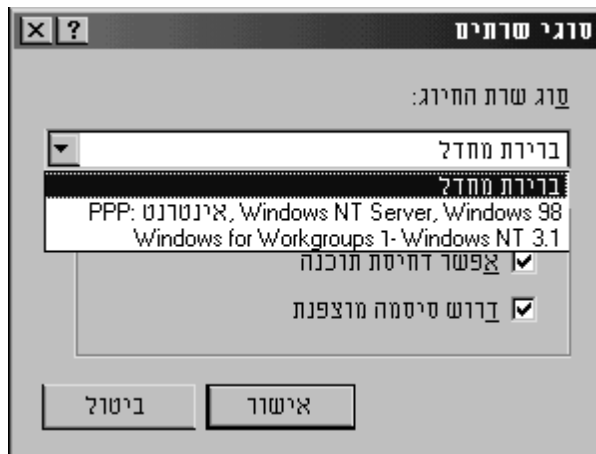 סוגי שרתים
סוג שרת החיוג:
ברירת מחדל
ברירת מחדל
PPP: אינטרנט, Windows NT Server, Windows 98
Windows for Workgroups ו- Windows NT 3.1
אפשר דחיסת תוכנה
דרוש סיסמה מוצפנת
אישור
ביטול